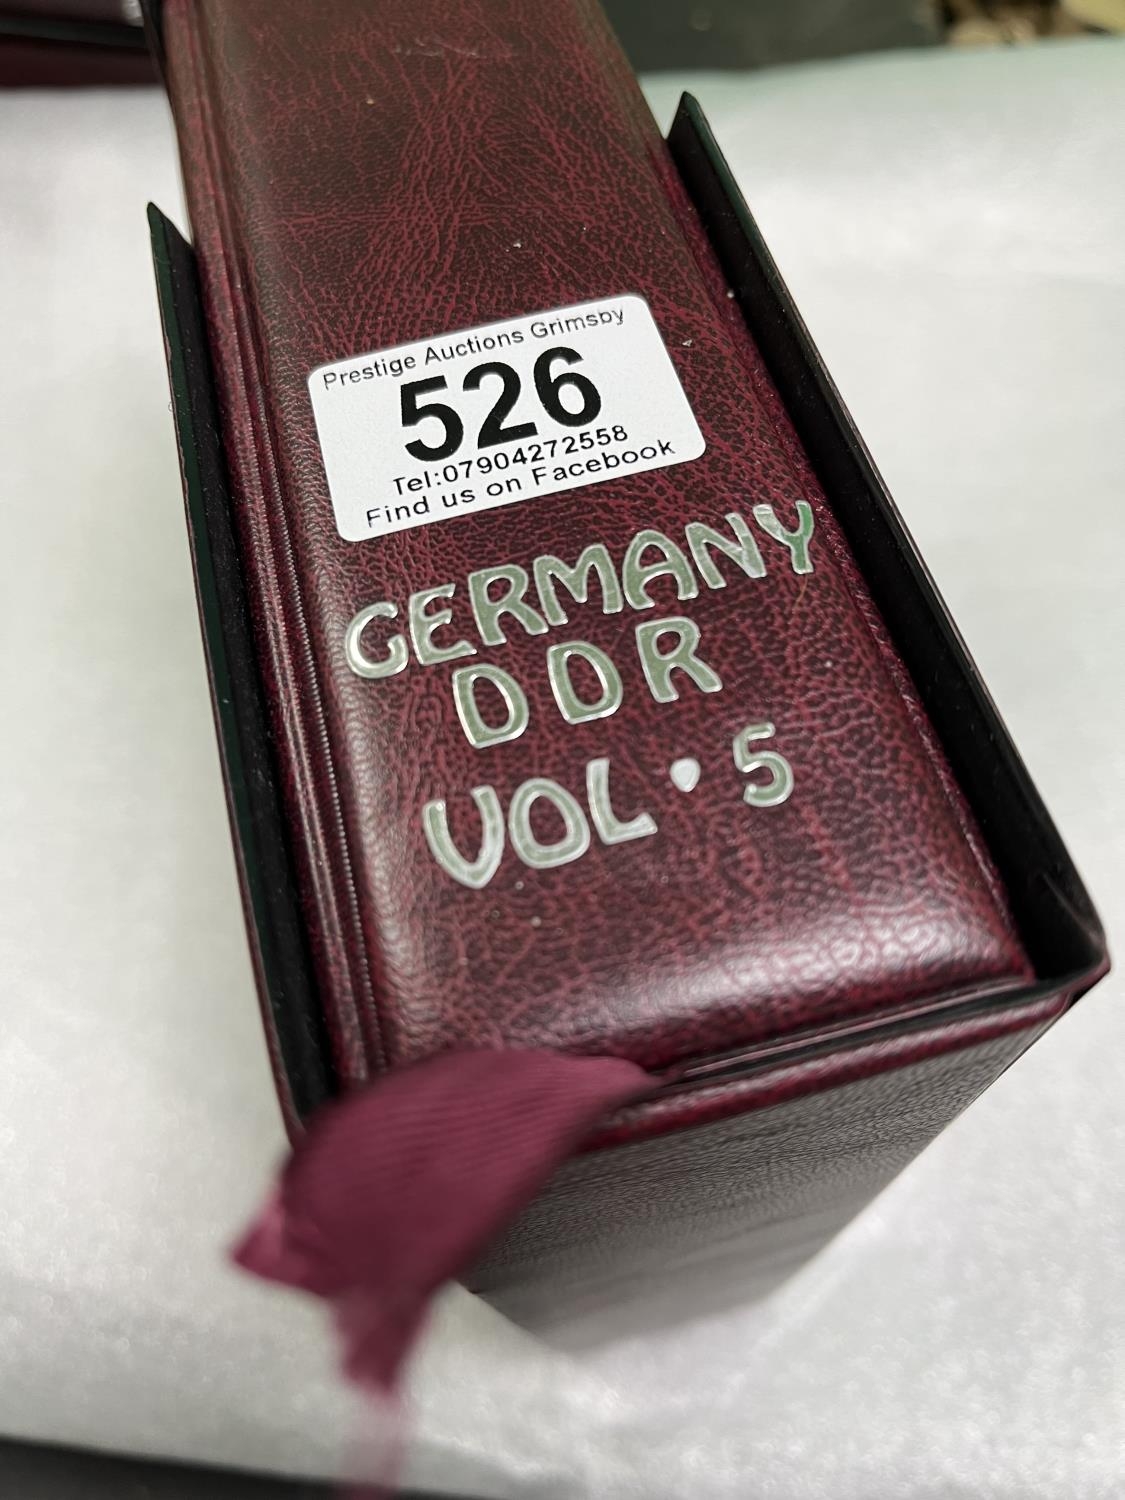 Prestige Auctions Grimsby
526
Tel:07904272558
Find us on Facebook
GERMANY
DDR
VOL·5